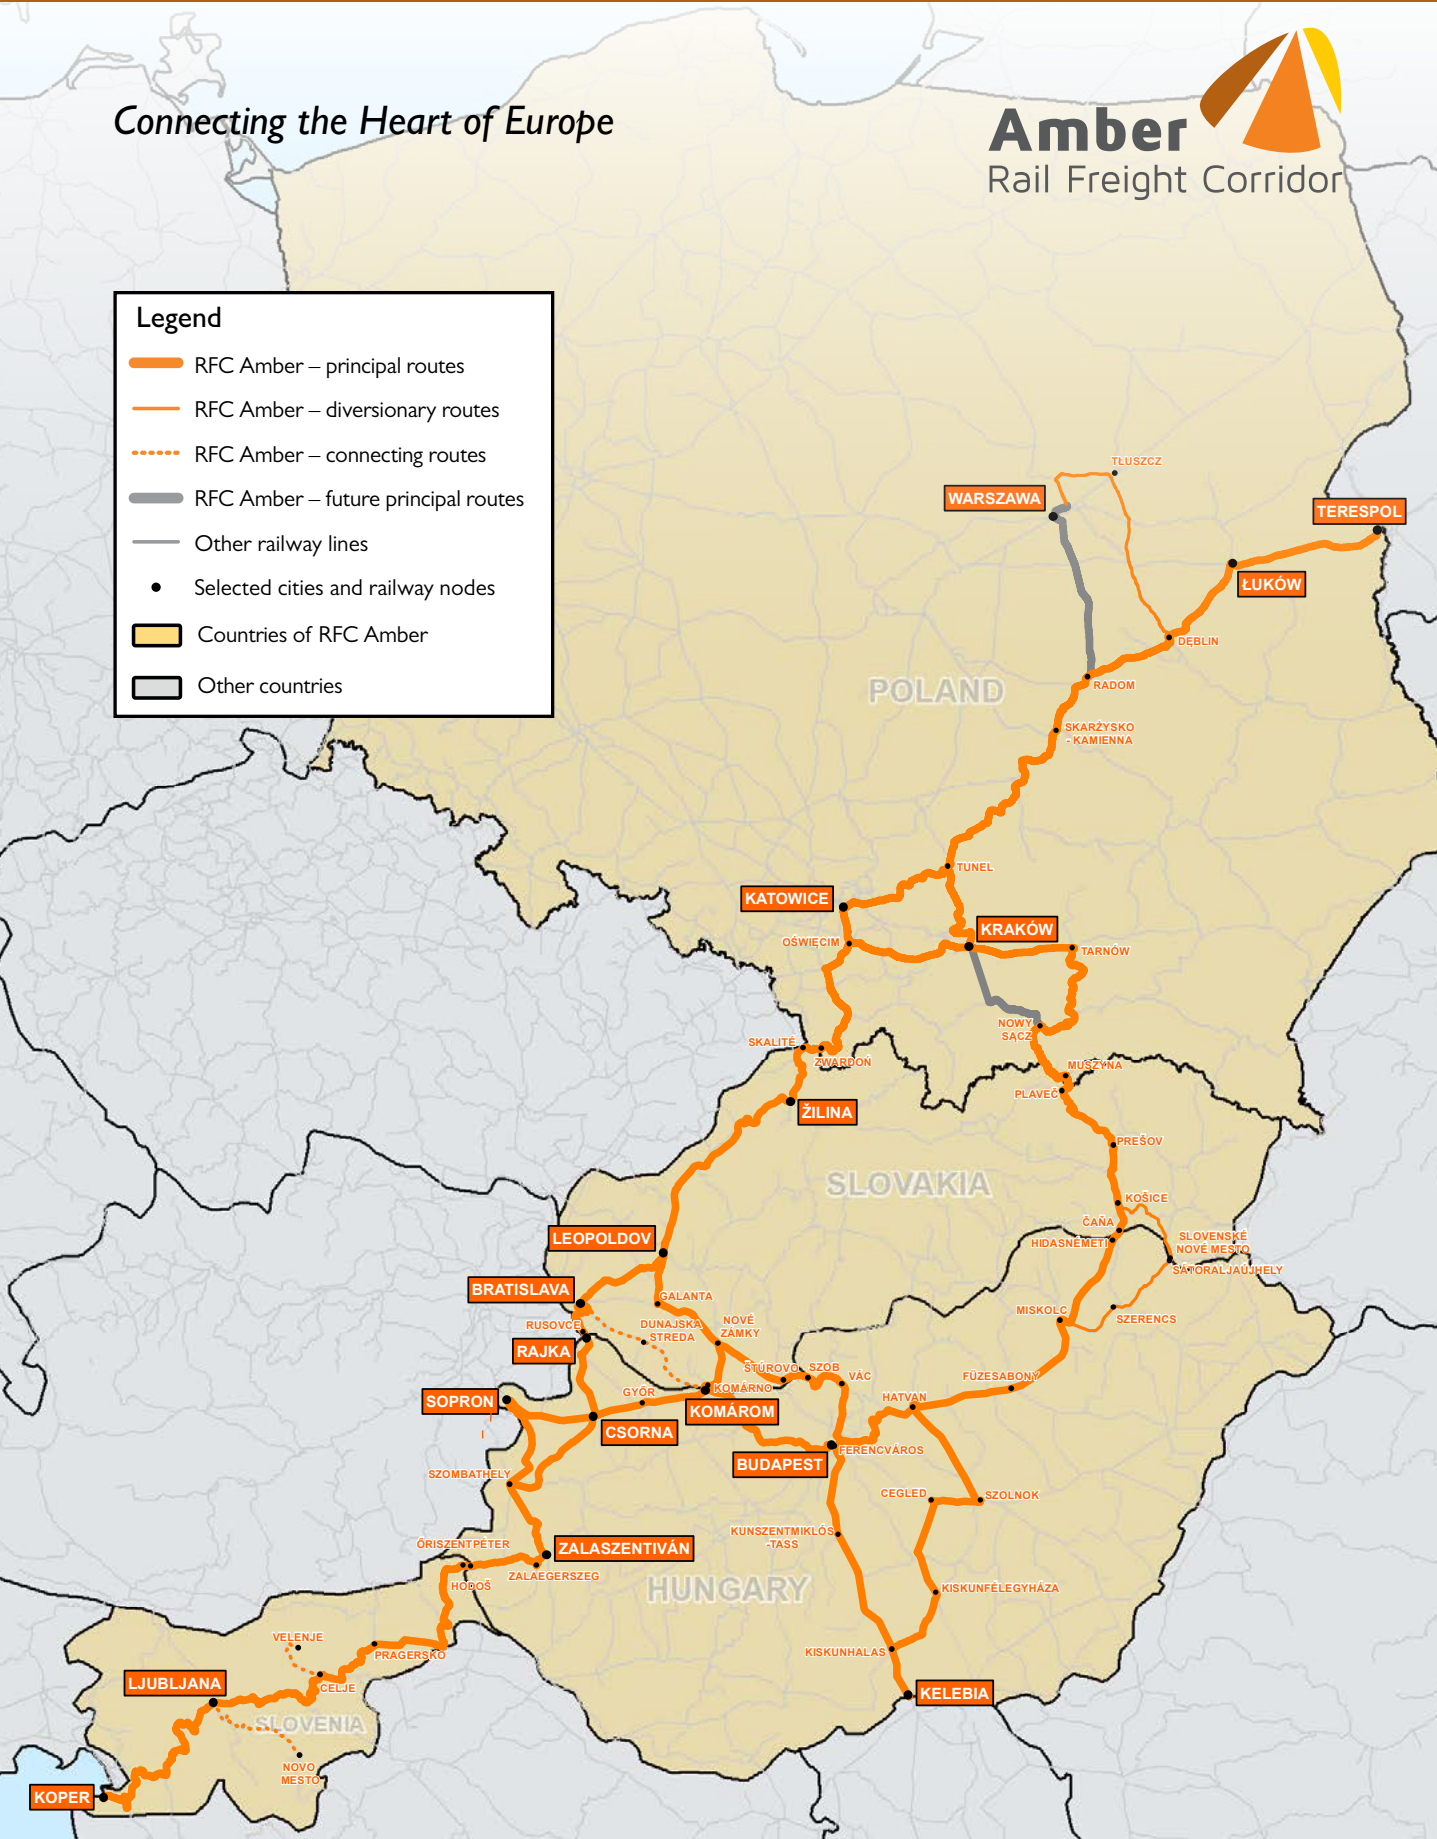 Connecting the Heart of Europe
Amber
Rail Freight Corridor
Legend
RFC Amber – principal routes
RFC Amber – diversionary routes
RFC Amber – connecting routes
RFC Amber – future principal routes
Other railway lines
Selected cities and railway nodes
Countries of RFC Amber
Other countries
TŁUSZCZ
WARSZAWA
TERESPOL
ŁUKÓW
DĘBLIN
POLAND
RADOM
SKARŻYSKO
- KAMIENNA
TUNEL
KATOWICE
KRAKÓW
OŚWIĘCIM
TARNÓW
NOWY
SĄCZ
SKALITÉ
ZWARDOŃ
MUSZYNA
PLAVEČ
ŽILINA
PREŠOV
SLOVAKIA
KOŠICE
ČAŇA
LEOPOLDOV
HIDASNÉMETI
SLOVENSKÉ
NOVÉ MESTO
SÁTORALJAÚJHELY
BRATISLAVA
GALANTA
MISKOLC
SZERENCS
RUSOVCE
DUNAJSKÁ
STREDA
NOVÉ
ZÁMKY
RAJKA
ŠTÚROVO
SZOB
VÁC
FÜZESABONY
SOPRON
GYŐR
KOMÁRNO
HATVAN
KOMÁROM
CSORNA
FERENCVÁROS
BUDAPEST
SZOMBATHELY
CEGLED
SZOLNOK
KUNSZENTMIKLÓS
-TASS
ŐRISZENTPÉTER
ZALASZENTIVÁN
ZALAEGERSZEG
HODOŠ
HUNGARY
KISKUNFÉLEGYHÁZA
VELENJE
PRAGERSKO
KISKUNHALAS
LJUBLJANA
CELJE
KELEBIA
SLOVENIA
NOVO
MESTO
KOPER